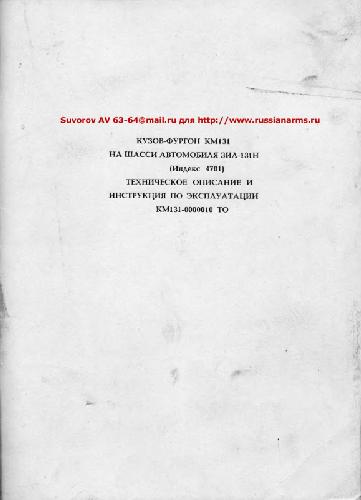 Suvorov AV 63-64@mail.ru для http://www.russianarms.ru
КУЗОВ-ФУРГОН КМ131
НА ШАССИ АВТОМОБИЛЯ ЗИЛ-131Н
(Индекс 4701)
ТЕХНИЧЕСКОЕ ОПИСАНИЕ И
ИНСТРУКЦИЯ ПО ЭКСПЛУАТАЦИИ
КМ131-0000010 ТО